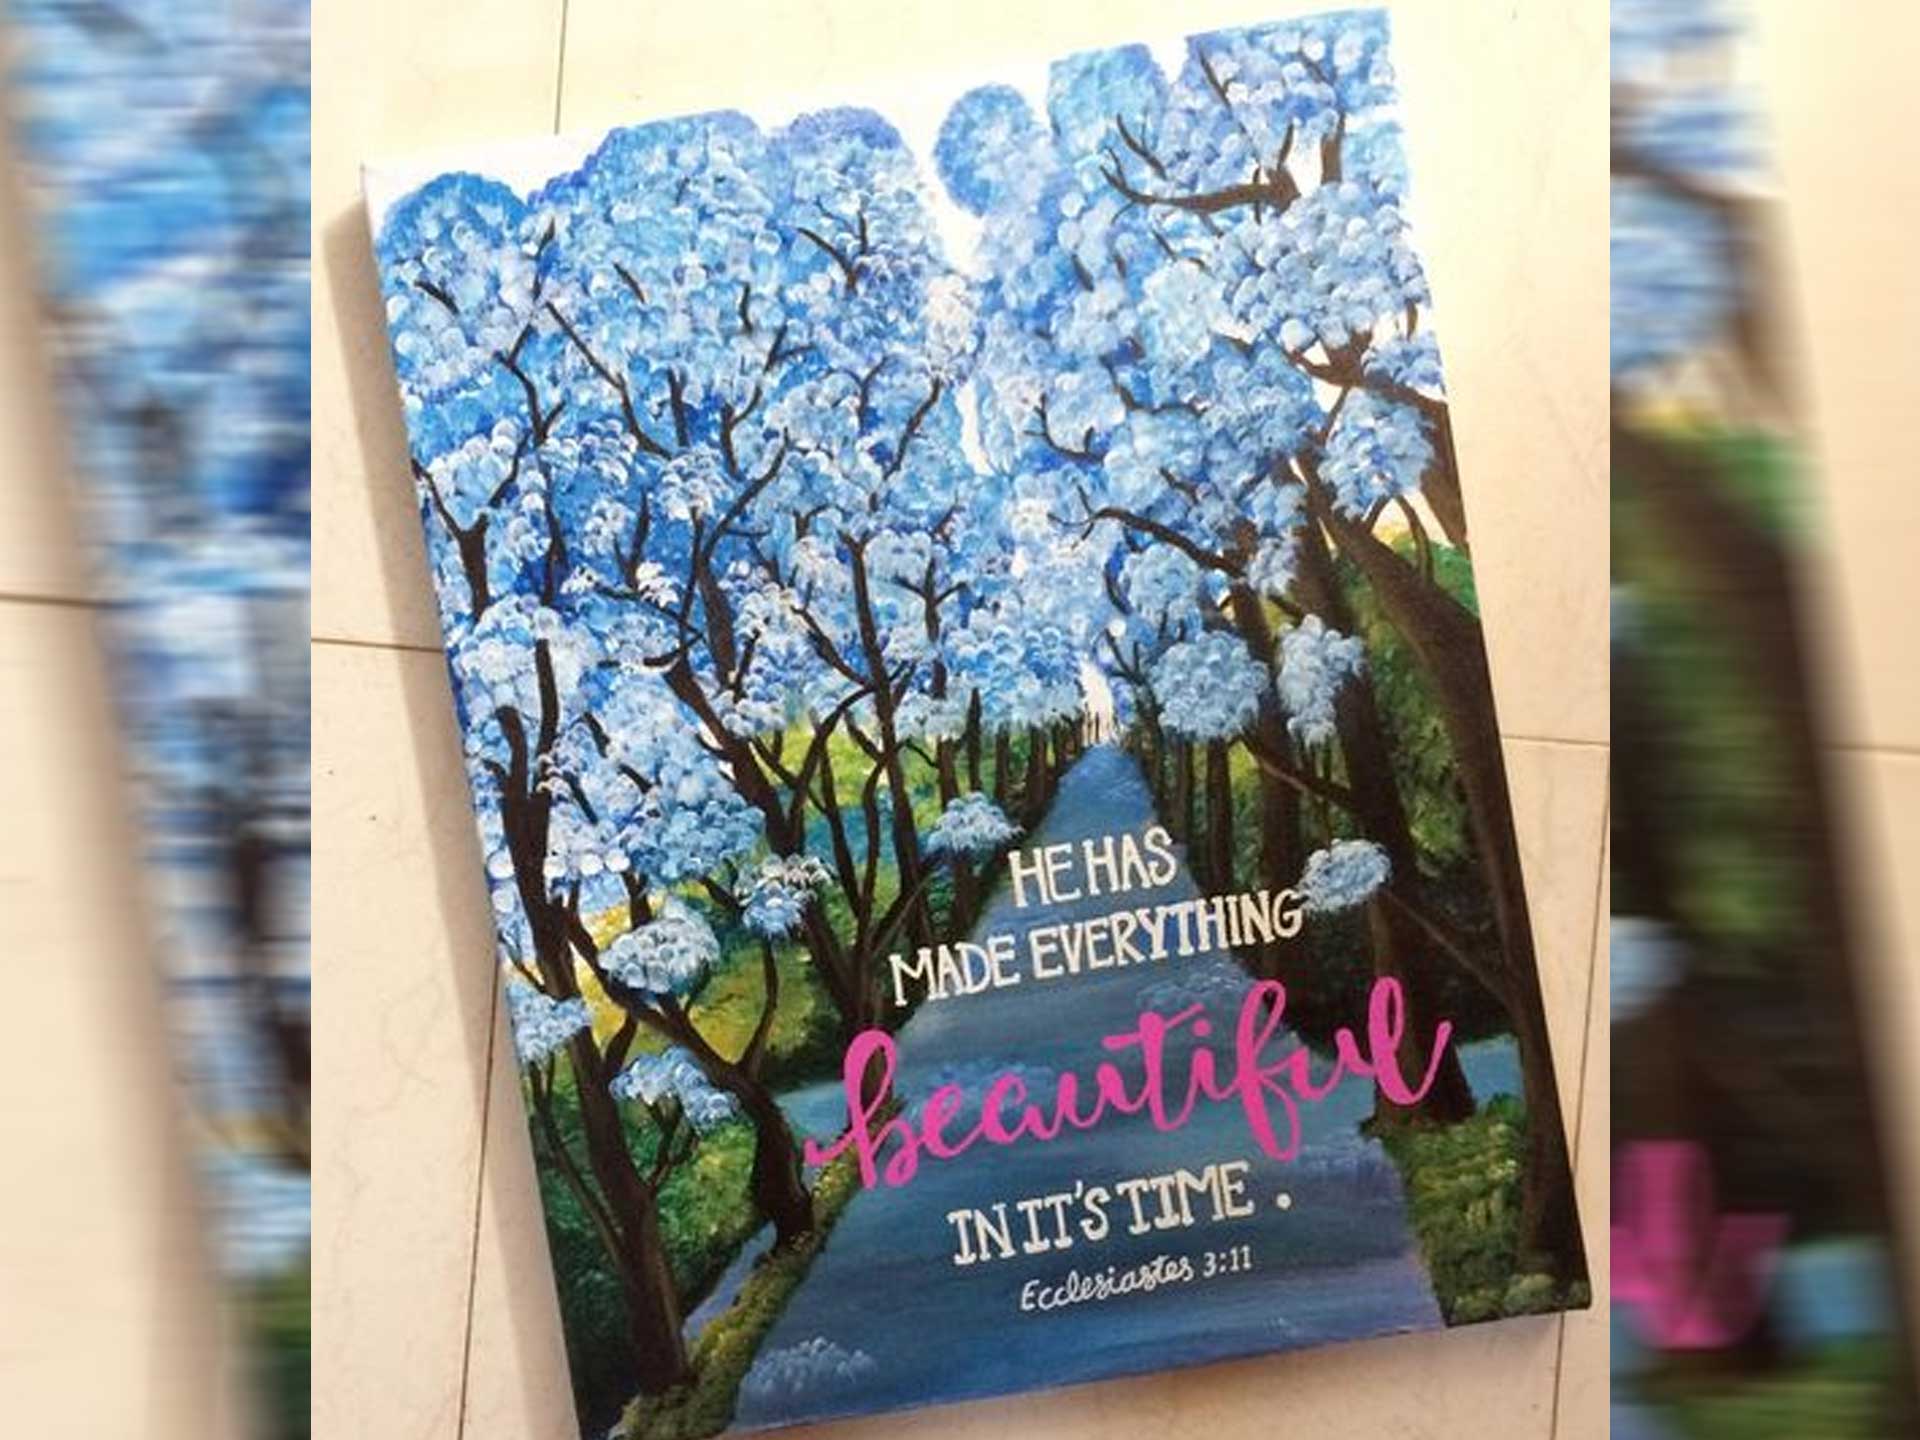 HE HAS
MADE EVERYTHING
beautiful
IN IT'S TIME.
Ecclesiastes 3:11